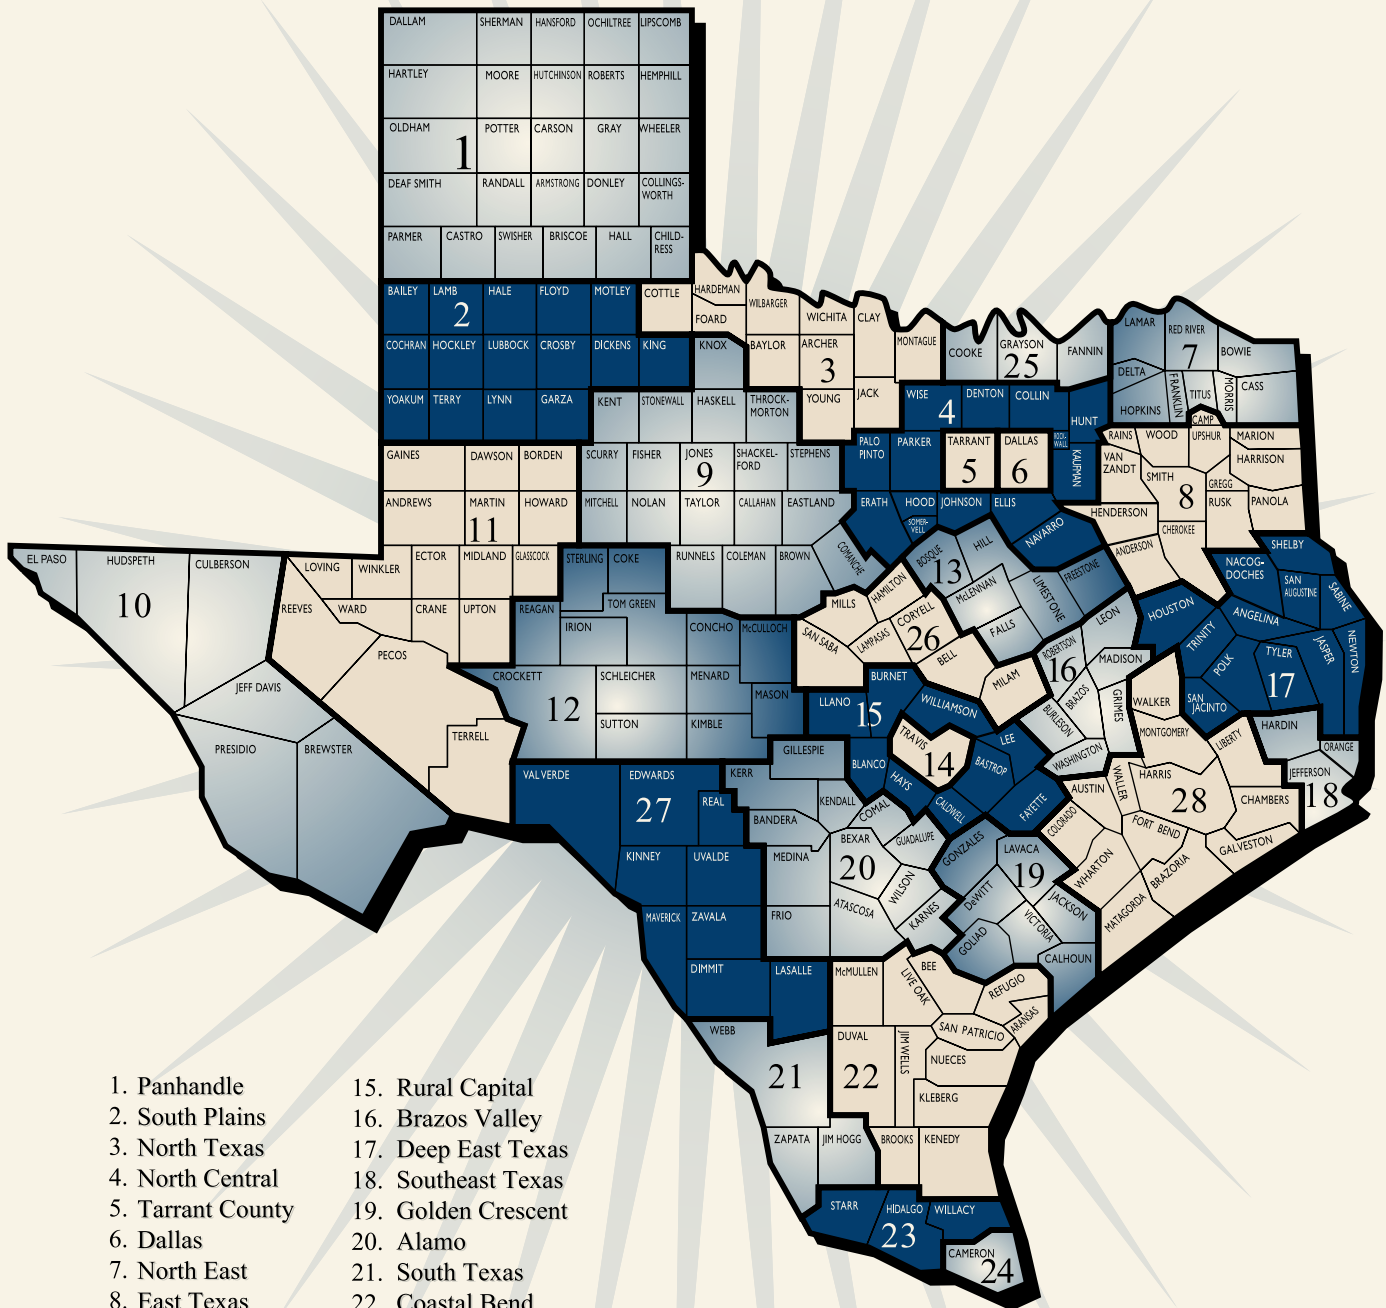 DALLAM SHERMAN HANSFORD OCHILTREE LIPSCOMB
HARTLEY MOORE HUTCHINSON ROBERTS HEMPHILL
OLDHAM POTTER CARSON GRAY WHEELER
1
DEAF SMITH RANDALL ARMSTRONG DONLEY COLLINGS-
WORTH
PARMER CASTRO SWISHER BRISCOE HALL CHILD-
RESS
BAILEY LAMB HALE FLOYD MOTLEY COTTLE HARDEMAN
2
FOARD WILBARGER WICHITA CLAY
COCHRAN HOCKLEY LUBBOCK CROSBY DICKENS KING KNOX BAYLOR ARCHER MONTAGUE COOKE GRAYSON FANNIN
3 25
LAMAR RED RIVER BOWIE
7
DELTA HOPKINS FRANKLIN TITUS MORRIS CASS
CAMP
YOAKUM TERRY LYNN GARZA KENT STONEWALL HASKELL THROCK-
MORTON
YOUNG JACK WISE DENTON COLLIN HUNT
4
GAINES DAWSON BORDEN SCURRY FISHER JONES SHACKEL-
FORD
STEPHENS PALO
PINTO
PARKER TARRANT DALLAS ROCK-
WALL
KAUFMAN
9 5 6
RAINS WOOD UPSHUR MARION
VAN
ZANDT
SMITH GREGG HARRISON
8
HENDERSON RUSK PANOLA
CHEROKEE
ANDERSON
ANDREWS MARTIN HOWARD MITCHELL NOLAN TAYLOR CALLAHAN EASTLAND ERATH HOOD JOHNSON ELLIS
11
SOMER-
VELL
NAVARRO
EL PASO HUDSPETH CULBERSON
10
LOVING WINKLER ECTOR MIDLAND GLASSCOCK STERLING COKE RUNNELS COLEMAN BROWN COMANCHE
BOSQUE HILL FREESTONE
13
McLENNAN LIMESTONE
FALLS
NACOG-
DOCHES
SHELBY
SAN
AUGUSTINE
SABINE
REEVES WARD CRANE UPTON REAGAN TOM GREEN
IRION CONCHO McCULLOCH
MILLS HAMILTON
SAN SABA LAMPASAS CORYELL
26
BELL
MILAM
LEON
ROBERTSON
16
MADISON
BRAZOS GRIMES
BURLESON
WASHINGTON
HOUSTON ANGELINA
TRINITY
POLK TYLER JASPER NEWTON
17
SAN
JACINTO
PECOS
JEFF DAVIS
PRESIDIO BREWSTER
TERRELL
CROCKETT SCHLEICHER MENARD MASON
12
SUTTON KIMBLE
LLANO BURNET WILLIAMSON
15
TRAVIS
14
LEE
BASTROP
BLANCO HAYS CALDWELL FAYETTE
WALKER
MONTGOMERY LIBERTY
HARDIN ORANGE
JEFFERSON
18
AUSTIN WALLER HARRIS
28
CHAMBERS
COLORADO FORT BEND
GALVESTON
WHARTON BRAZORIA
MATAGORDA
VAL VERDE EDWARDS REAL
27
KINNEY UVALDE
KERR GILLESPIE
KENDALL COMAL
BANDERA
MEDINA BEXAR GUADALUPE
20
WILSON
FRIO ATASCOSA KARNES
GONZALES LAVACA
19
DeWITT JACKSON
VICTORIA
GOLIAD
CALHOUN
MAVERICK ZAVALA
DIMMIT LASALLE
McMULLEN LIVE OAK BEE
REFUGIO
ARANSAS
SAN PATRICIO
WEBB DUVAL JIM WELLS
NUECES
21 22
KLEBERG
ZAPATA JIM HOGG BROOKS KENEDY
STARR HIDALGO WILLACY
23
CAMERON
24
1. Panhandle
2. South Plains
3. North Texas
4. North Central
5. Tarrant County
6. Dallas
7. North East
8. East Texas
15. Rural Capital
16. Brazos Valley
17. Deep East Texas
18. Southeast Texas
19. Golden Crescent
20. Alamo
21. South Texas
22. Coastal Bend